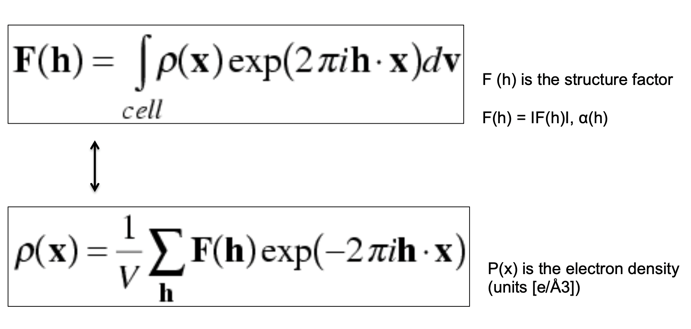 F(h) = ∫ρ(x)exp(2πih · x)dv
cell
F (h) is the structure factor
F(h) = IF(h)I, α(h)
ρ(x) = 1/V ∑ F(h)exp(−2πih · x)
h
P(x) is the electron density
(units [e/Å3])